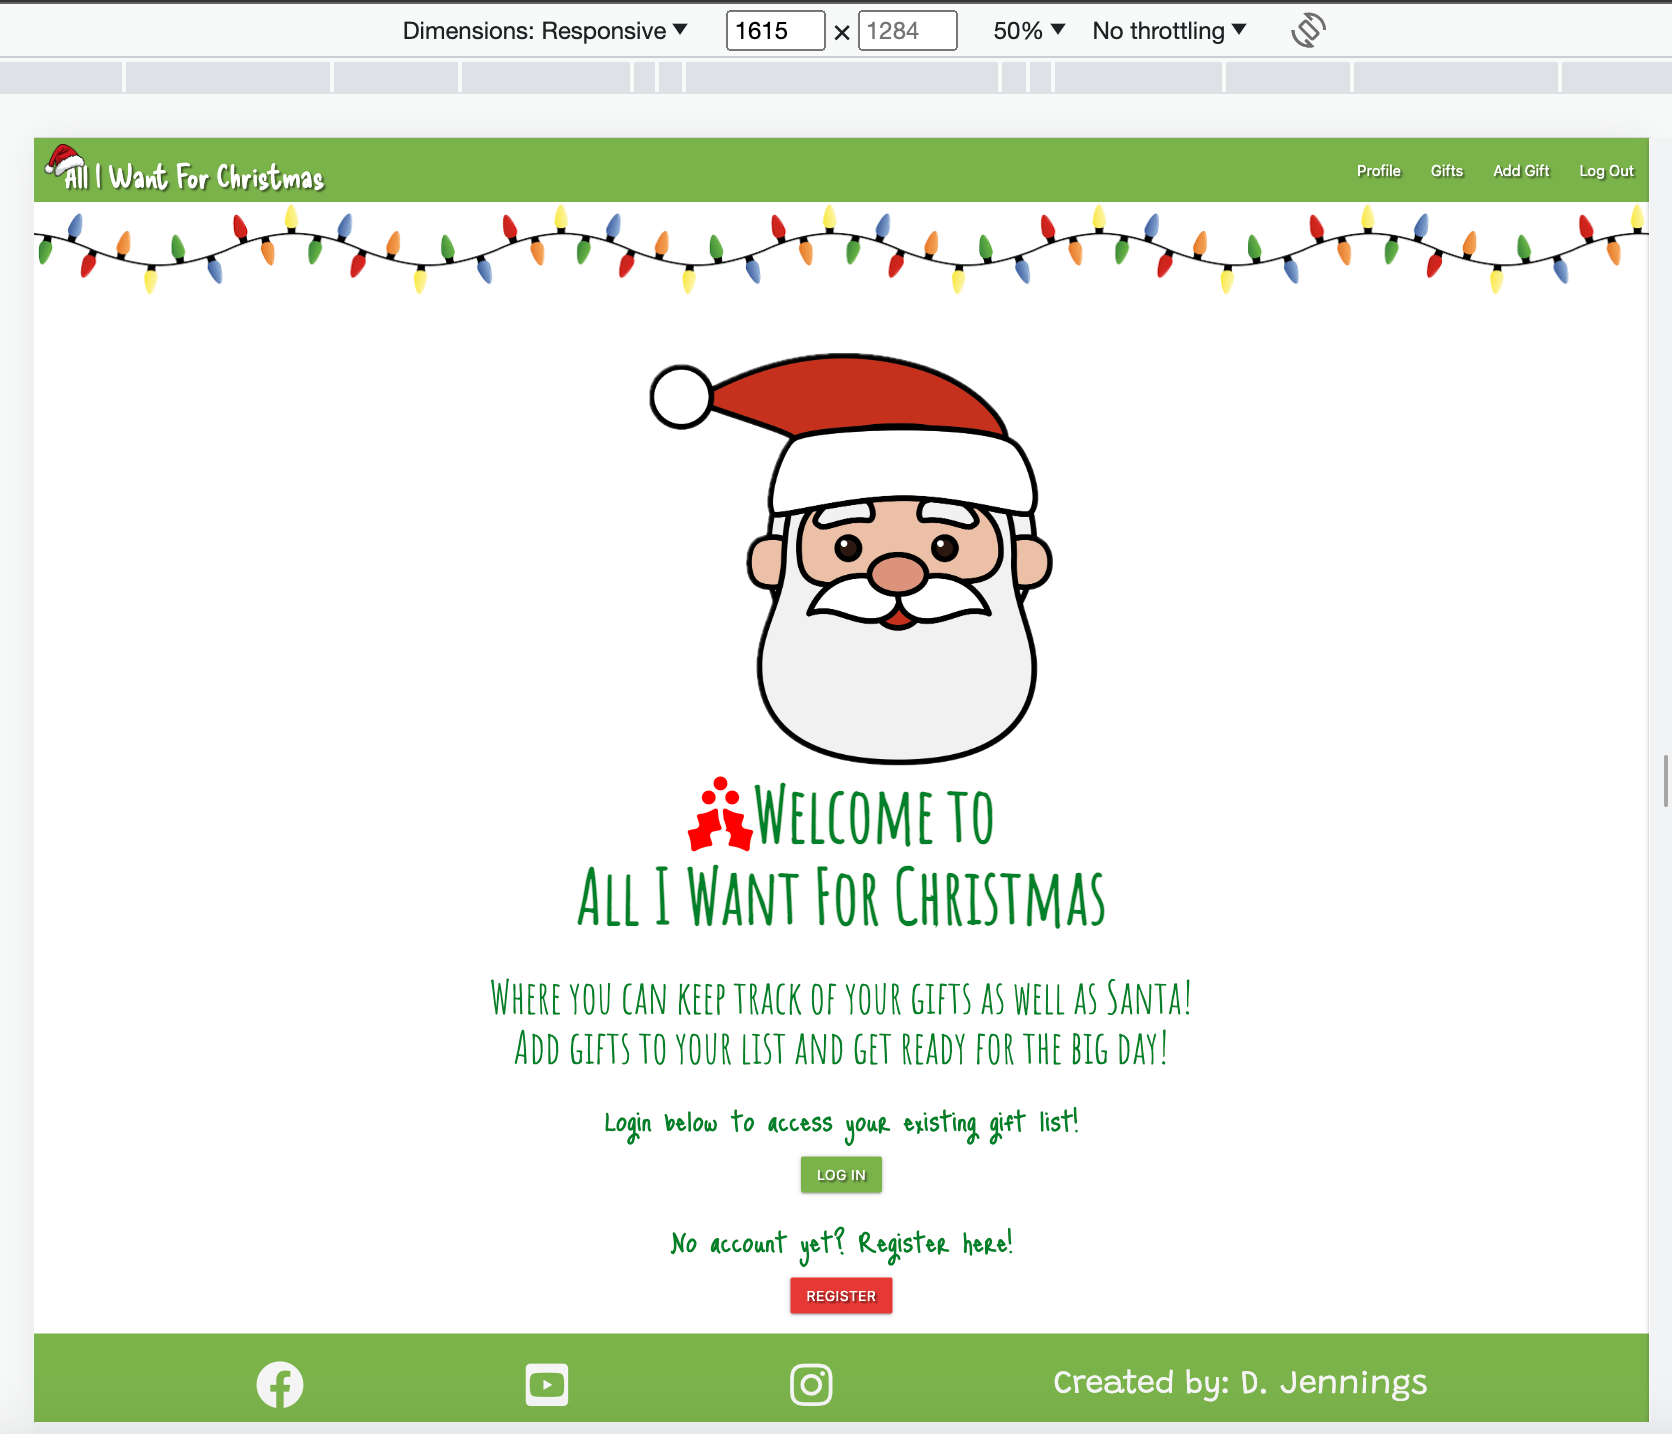 Dimensions: Responsive ▼ 1615 × 1284 50% ▼ No throttling ▼
All I Want For Christmas
Profile Gifts Add Gift Log Out
Welcome to
All I Want For Christmas
Where you can keep track of your gifts as well as Santa!
Add gifts to your list and get ready for the big day!
Login below to access your existing gift list!
LOG IN
No account yet? Register here!
REGISTER
Created by: D. Jennings